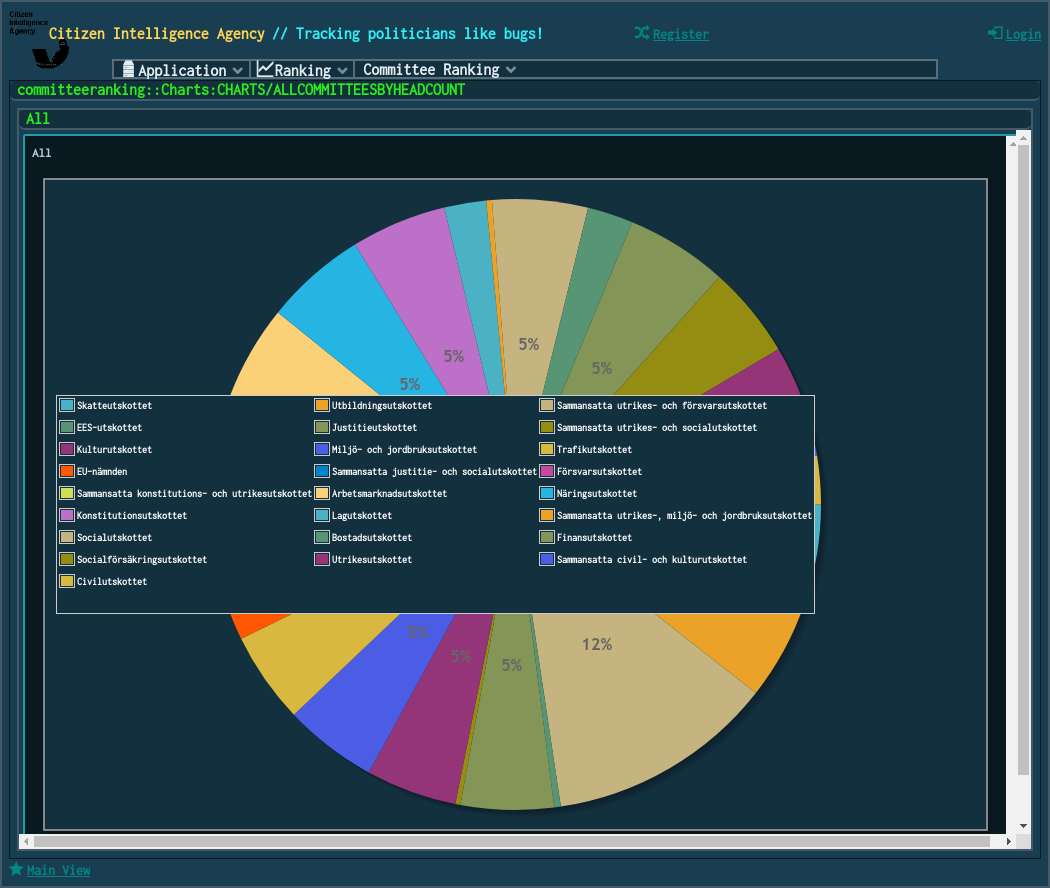 Citizen
Intelligence
Agency
Citizen Intelligence Agency // Tracking politicians like bugs!
Register
Login
Application
Ranking
Committee Ranking
committeeranking::Charts:CHARTS/ALLCOMMITTEESBYHEADCOUNT
All
All
5%
5%
5%
5%
Skatteutskottet
Utbildningsutskottet
Sammansatta utrikes- och försvarsutskottet
EES-utskottet
Justitieutskottet
Sammansatta utrikes- och socialutskottet
Kulturutskottet
Miljö- och jordbruksutskottet
Trafikutskottet
EU-nämnden
Sammansatta justitie- och socialutskottet
Försvarsutskottet
Sammansatta konstitutions- och utrikesutskottet
Arbetsmarknadsutskottet
Näringsutskottet
Konstitutionsutskottet
Lagutskottet
Sammansatta utrikes-, miljö- och jordbruksutskottet
Socialutskottet
Bostadsutskottet
Finansutskottet
Socialförsäkringsutskottet
Utrikesutskottet
Sammansatta civil- och kulturutskottet
Civilutskottet
5%
5%
5%
12%
Main View